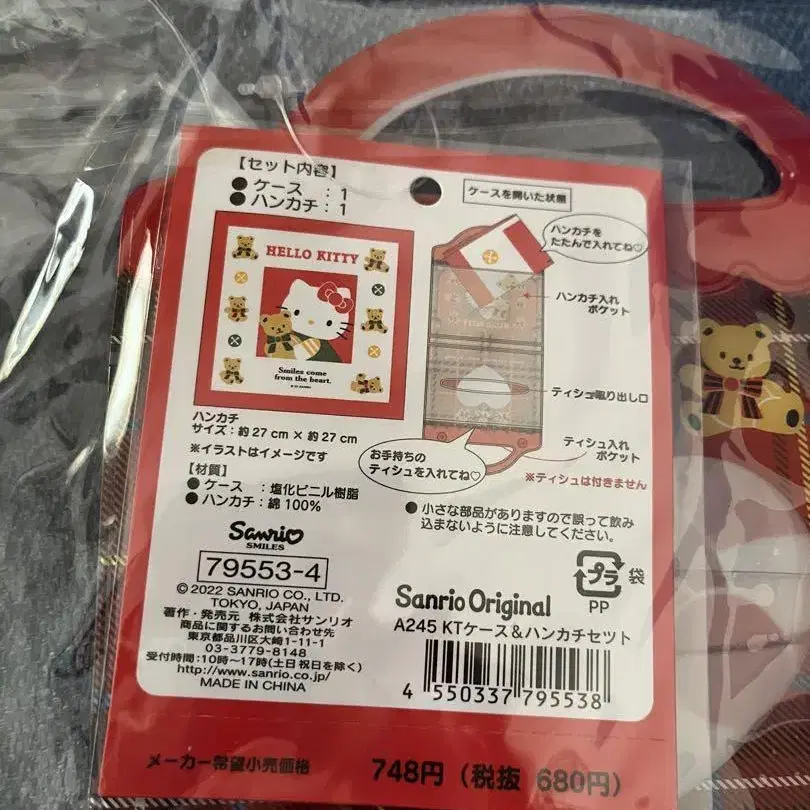 【セット内容】
●ケース：1
●ハンカチ：1
ケースを開いた状態
HELLO KITTY
Smiles come
from the heart.
ハンカチを
たたんで入れてね♡
ハンカチ入れ
ポケット
ティシュ取り出し口
ティシュ入れ
ポケット
お手持ちの
ティシュを入れてね♡
※ティシュは付きません
ハンカチ
サイズ：約27cm×約27cm
※イラストはイメージです
【材質】
●ケース：塩化ビニル樹脂
●ハンカチ：綿100%
●小さな部品がありますので誤って飲み
込まないように注意してください。
Sanrio
SMILES
79553-4
©2022 SANRIO CO., LTD.
TOKYO, JAPAN
著作・発売元 株式会社サンリオ
商品に関するお問い合わせ先
東京都品川区大崎1-11-1
03-3779-8148
受付時間：10時〜17時(土日祝日を除く)
http://www.sanrio.co.jp/
MADE IN CHINA
プラ
袋
PP
Sanrio Original
A245 KTケース&ハンカチセット
4 550337 795538
メーカー希望小売価格 748円（税抜 680円）